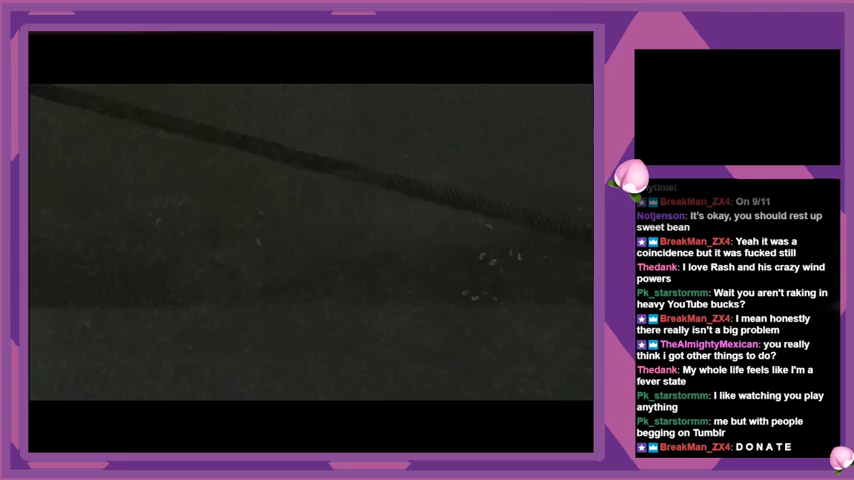 BreakMan_ZX4: On 9/11
Notjenson: It's okay, you should rest up
sweet bean
BreakMan_ZX4: Yeah it was a
coincidence but it was fucked still
Thedank: I love Rash and his crazy wind
powers
Pk_starstormm: Wait you aren't raking in
heavy YouTube bucks?
BreakMan_ZX4: I mean honestly
there really isn't a big problem
TheAlmightyMexican: you really
think i got other things to do?
Thedank: My whole life feels like I'm a
fever state
Pk_starstormm: I like watching you play
anything
Pk_starstormm: me but with people
begging on Tumblr
BreakMan_ZX4: D O N A T E